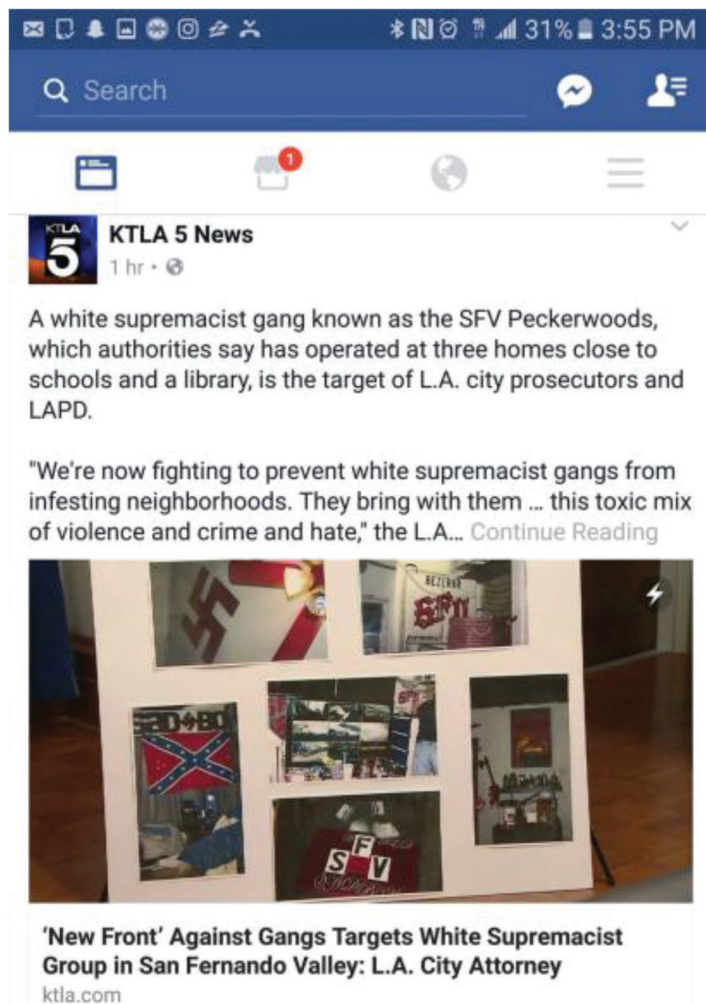 31% 3:55 PM
Search
1
KTLA
5
KTLA 5 News
1 hr •
A white supremacist gang known as the SFV Peckerwoods,
which authorities say has operated at three homes close to
schools and a library, is the target of L.A. city prosecutors and
LAPD.
"We're now fighting to prevent white supremacist gangs from
infesting neighborhoods. They bring with them ... this toxic mix
of violence and crime and hate," the L.A... Continue Reading
SFV
'New Front' Against Gangs Targets White Supremacist
Group in San Fernando Valley: L.A. City Attorney
ktla.com